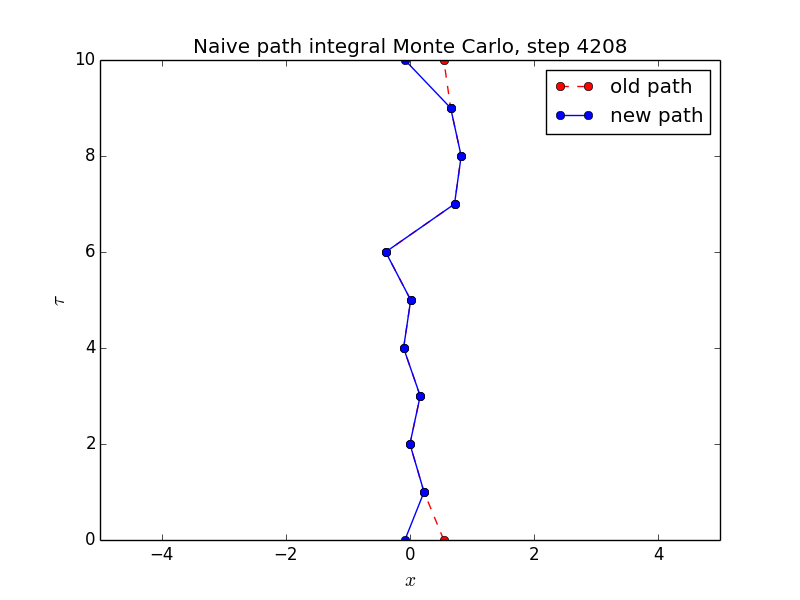 Naive path integral Monte Carlo, step 4208
old path
new path
10
8
6
4
2
0
τ
−4 −2 0 2 4
x